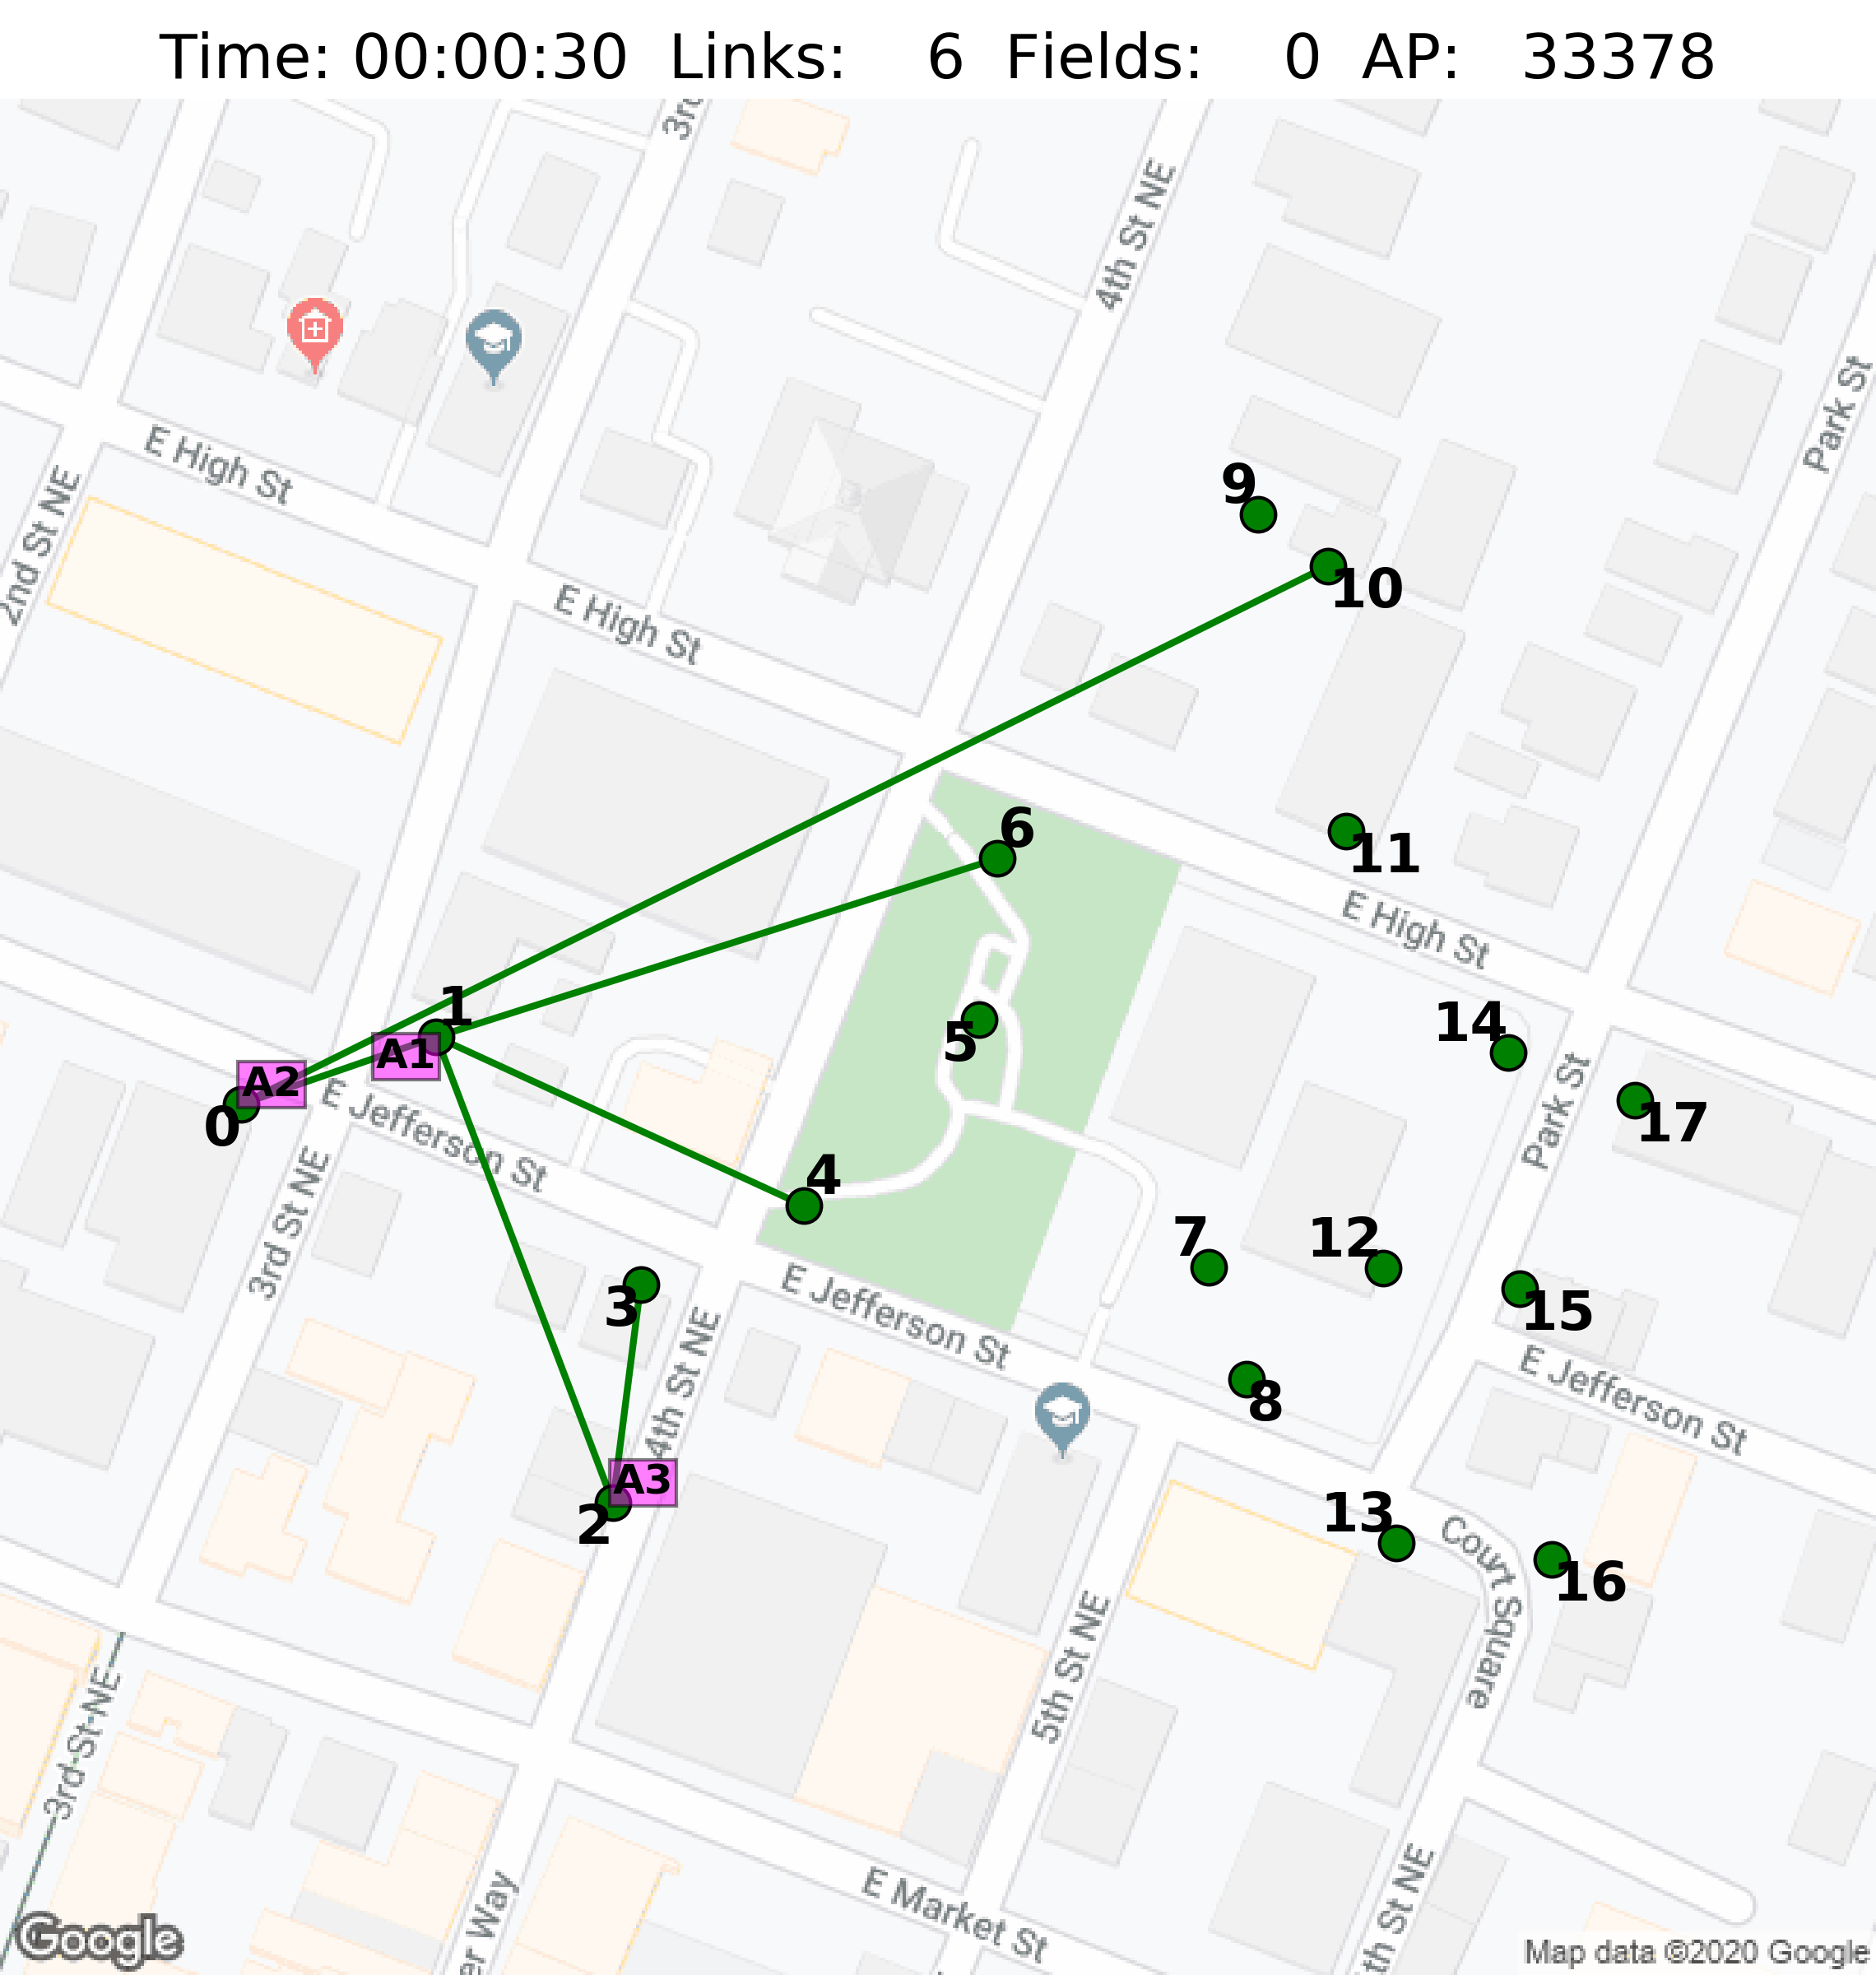 Time: 00:00:30 Links: 6 Fields: 0 AP: 33378
3rd
4th St NE
Park St
E High St
2nd St NE
9
10
E High St
6
11
E High St
1
A1
A2
0
5
14
17
E Jefferson St
3rd St NE
4
Park St
7
12
3
E Jefferson St
15
4th St NE
8
E Jefferson St
A3
2
13
Court Square
16
5th St NE
3rd St NE
E Market St
er Way
th St NE
Google
Map data ©2020 Google